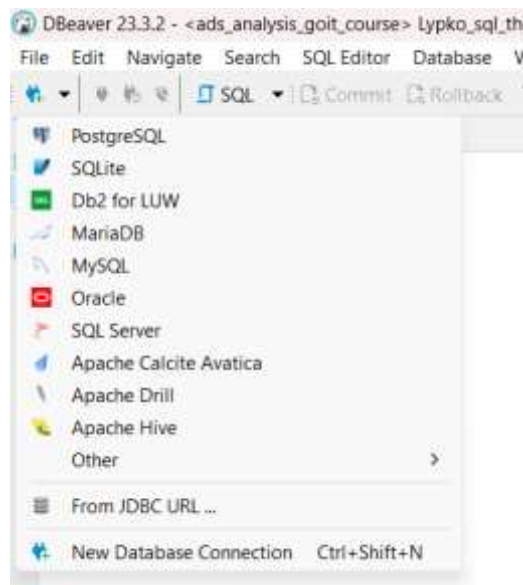 DBeaver 23.3.2 - <ads_analysis_goit_course> Lypko_sql_th
File Edit Navigate Search SQL Editor Database
SQL Commit Rollback
PostgreSQL
SQLite
Db2 for LUW
MariaDB
MySQL
Oracle
SQL Server
Apache Calcite Avatica
Apache Drill
Apache Hive
Other
From JDBC URL ...
New Database Connection Ctrl+Shift+N